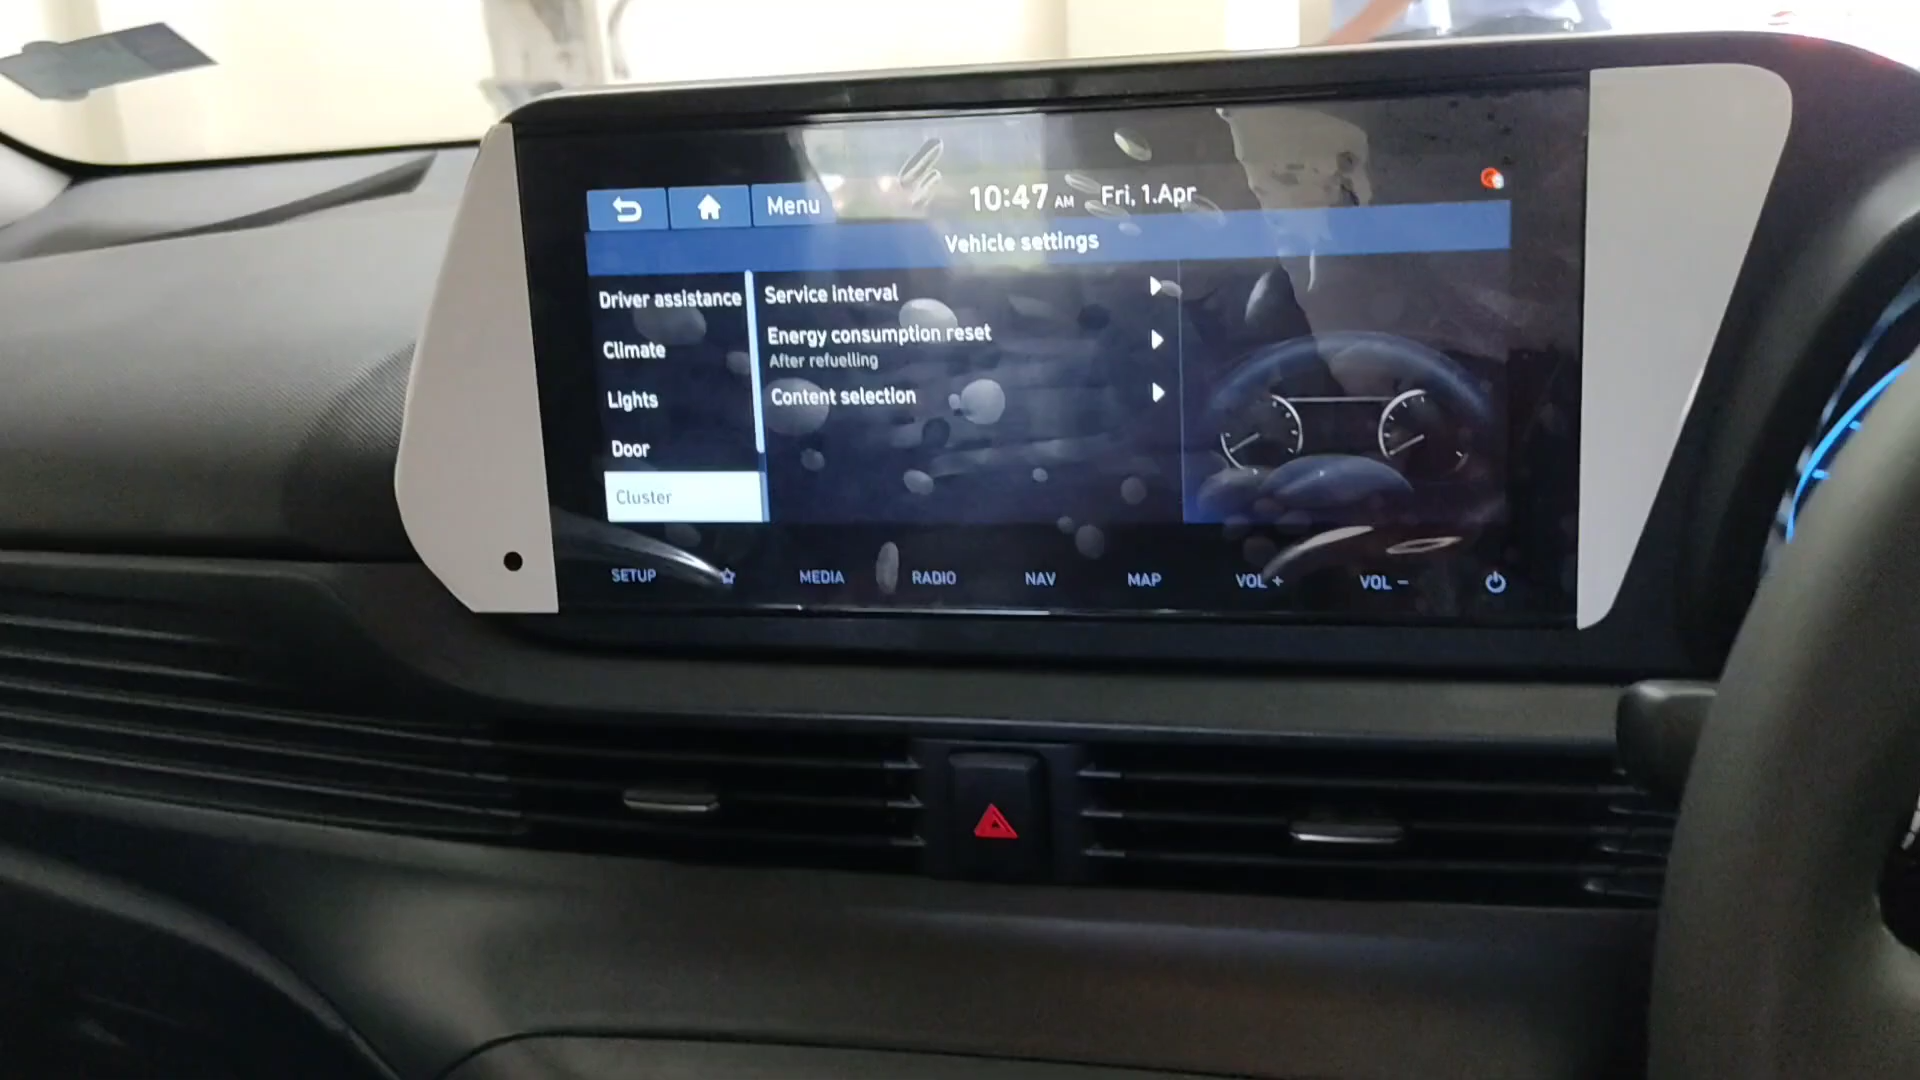 Menu
10:47 AM Fri, 1.Apr
Vehicle settings
Driver assistance
Climate
Lights
Door
Cluster
Service interval
Energy consumption reset
After refuelling
Content selection
SETUP MEDIA RADIO NAV MAP VOL + VOL −